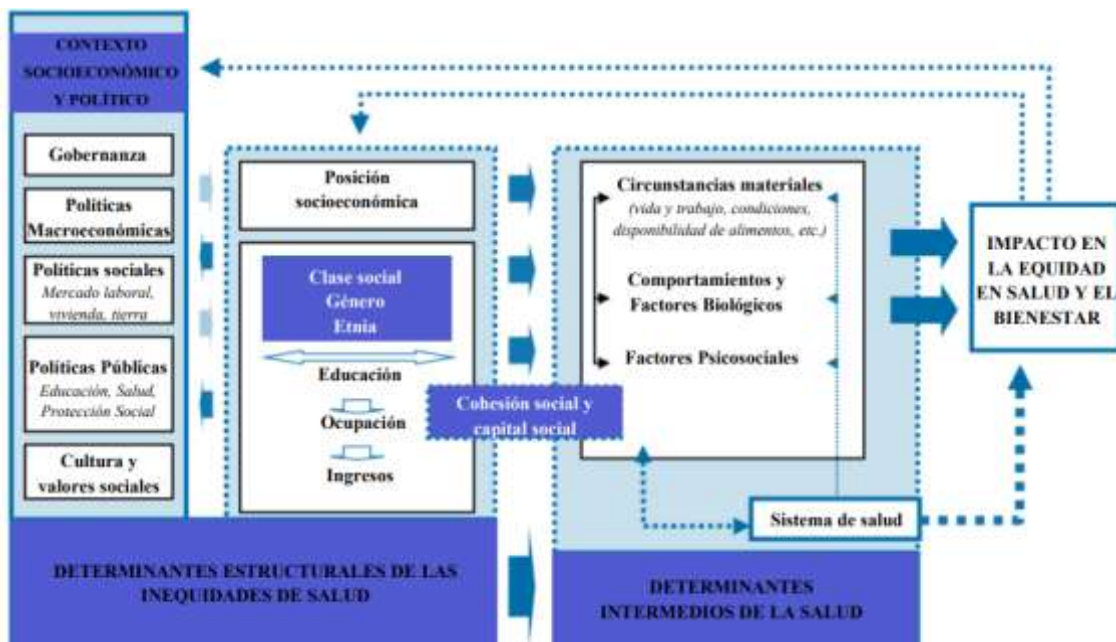 CONTEXTO
SOCIOECONÓMICO
Y POLÍTICO
Gobernanza
Políticas
Macroeconómicas
Políticas sociales
Mercado laboral,
vivienda, tierra
Políticas Públicas
Educación, Salud,
Protección Social
Cultura y
valores sociales
Posición
socioeconómica
Clase social
Género
Etnia
Educación
Ocupación
Ingresos
Cohesión social y
capital social
Circunstancias materiales
(vida y trabajo, condiciones,
disponibilidad de alimentos, etc.)
Comportamientos y
Factores Biológicos
Factores Psicosociales
Sistema de salud
IMPACTO EN
LA EQUIDAD
EN SALUD Y EL
BIENESTAR
DETERMINANTES ESTRUCTURALES DE LAS
INEQUIDADES DE SALUD
DETERMINANTES
INTERMEDIOS DE LA SALUD